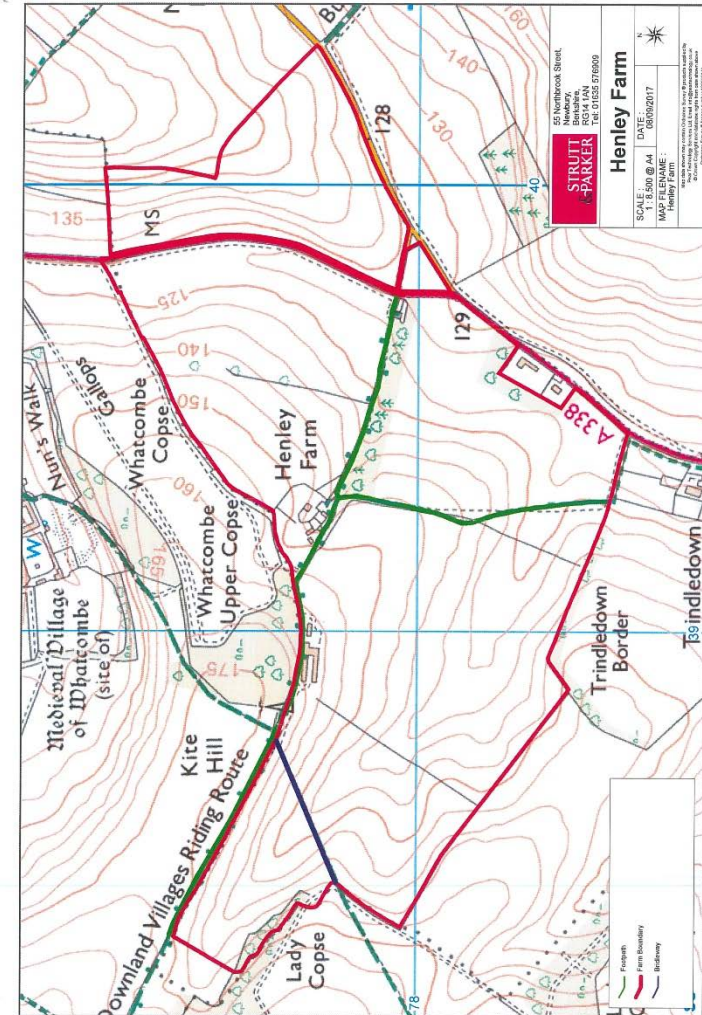 MS
135
Nun's Walk
Gallops
Whatcombe
Copse
W
Medieval Village
of Whatcombe
(site of)
125
140
150
160
165
Whatcombe
Upper Copse
175
Henley
Farm
Kite
Hill
Downland Villages Riding Route
Lady
Copse
128
129
130
140
160
40
A 338
39
Trindledown
Border
Trindledown
78
Footpath
Farm Boundary
Bridleway
STRUTT
& PARKER
55 Northbrook Street,
Newbury,
Berkshire,
RG14 1AN
Tel: 01635 576909
Henley Farm
SCALE :
1 : 8,500 @ A4
DATE :
08/09/2017
N
MAP FILENAME :
Henley Farm